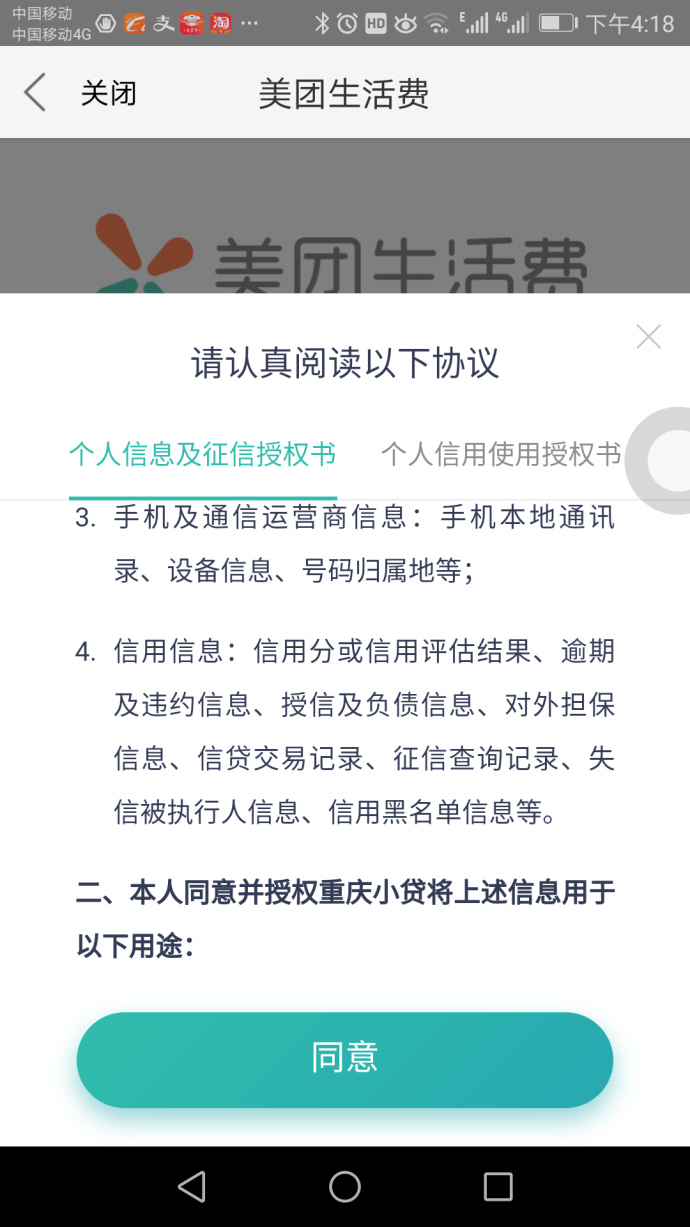 中国移动
中国移动4G
HD
E
4G
下午4:18
关闭
美团生活费
美团生活费
请认真阅读以下协议
个人信息及征信授权书
个人信用使用授权书
3. 手机及通信运营商信息：手机本地通讯
录、设备信息、号码归属地等；
4. 信用信息：信用分或信用评估结果、逾期
及违约信息、授信及负债信息、对外担保
信息、信贷交易记录、征信查询记录、失
信被执行人信息、信用黑名单信息等。
二、本人同意并授权重庆小贷将上述信息用于
以下用途：
同意